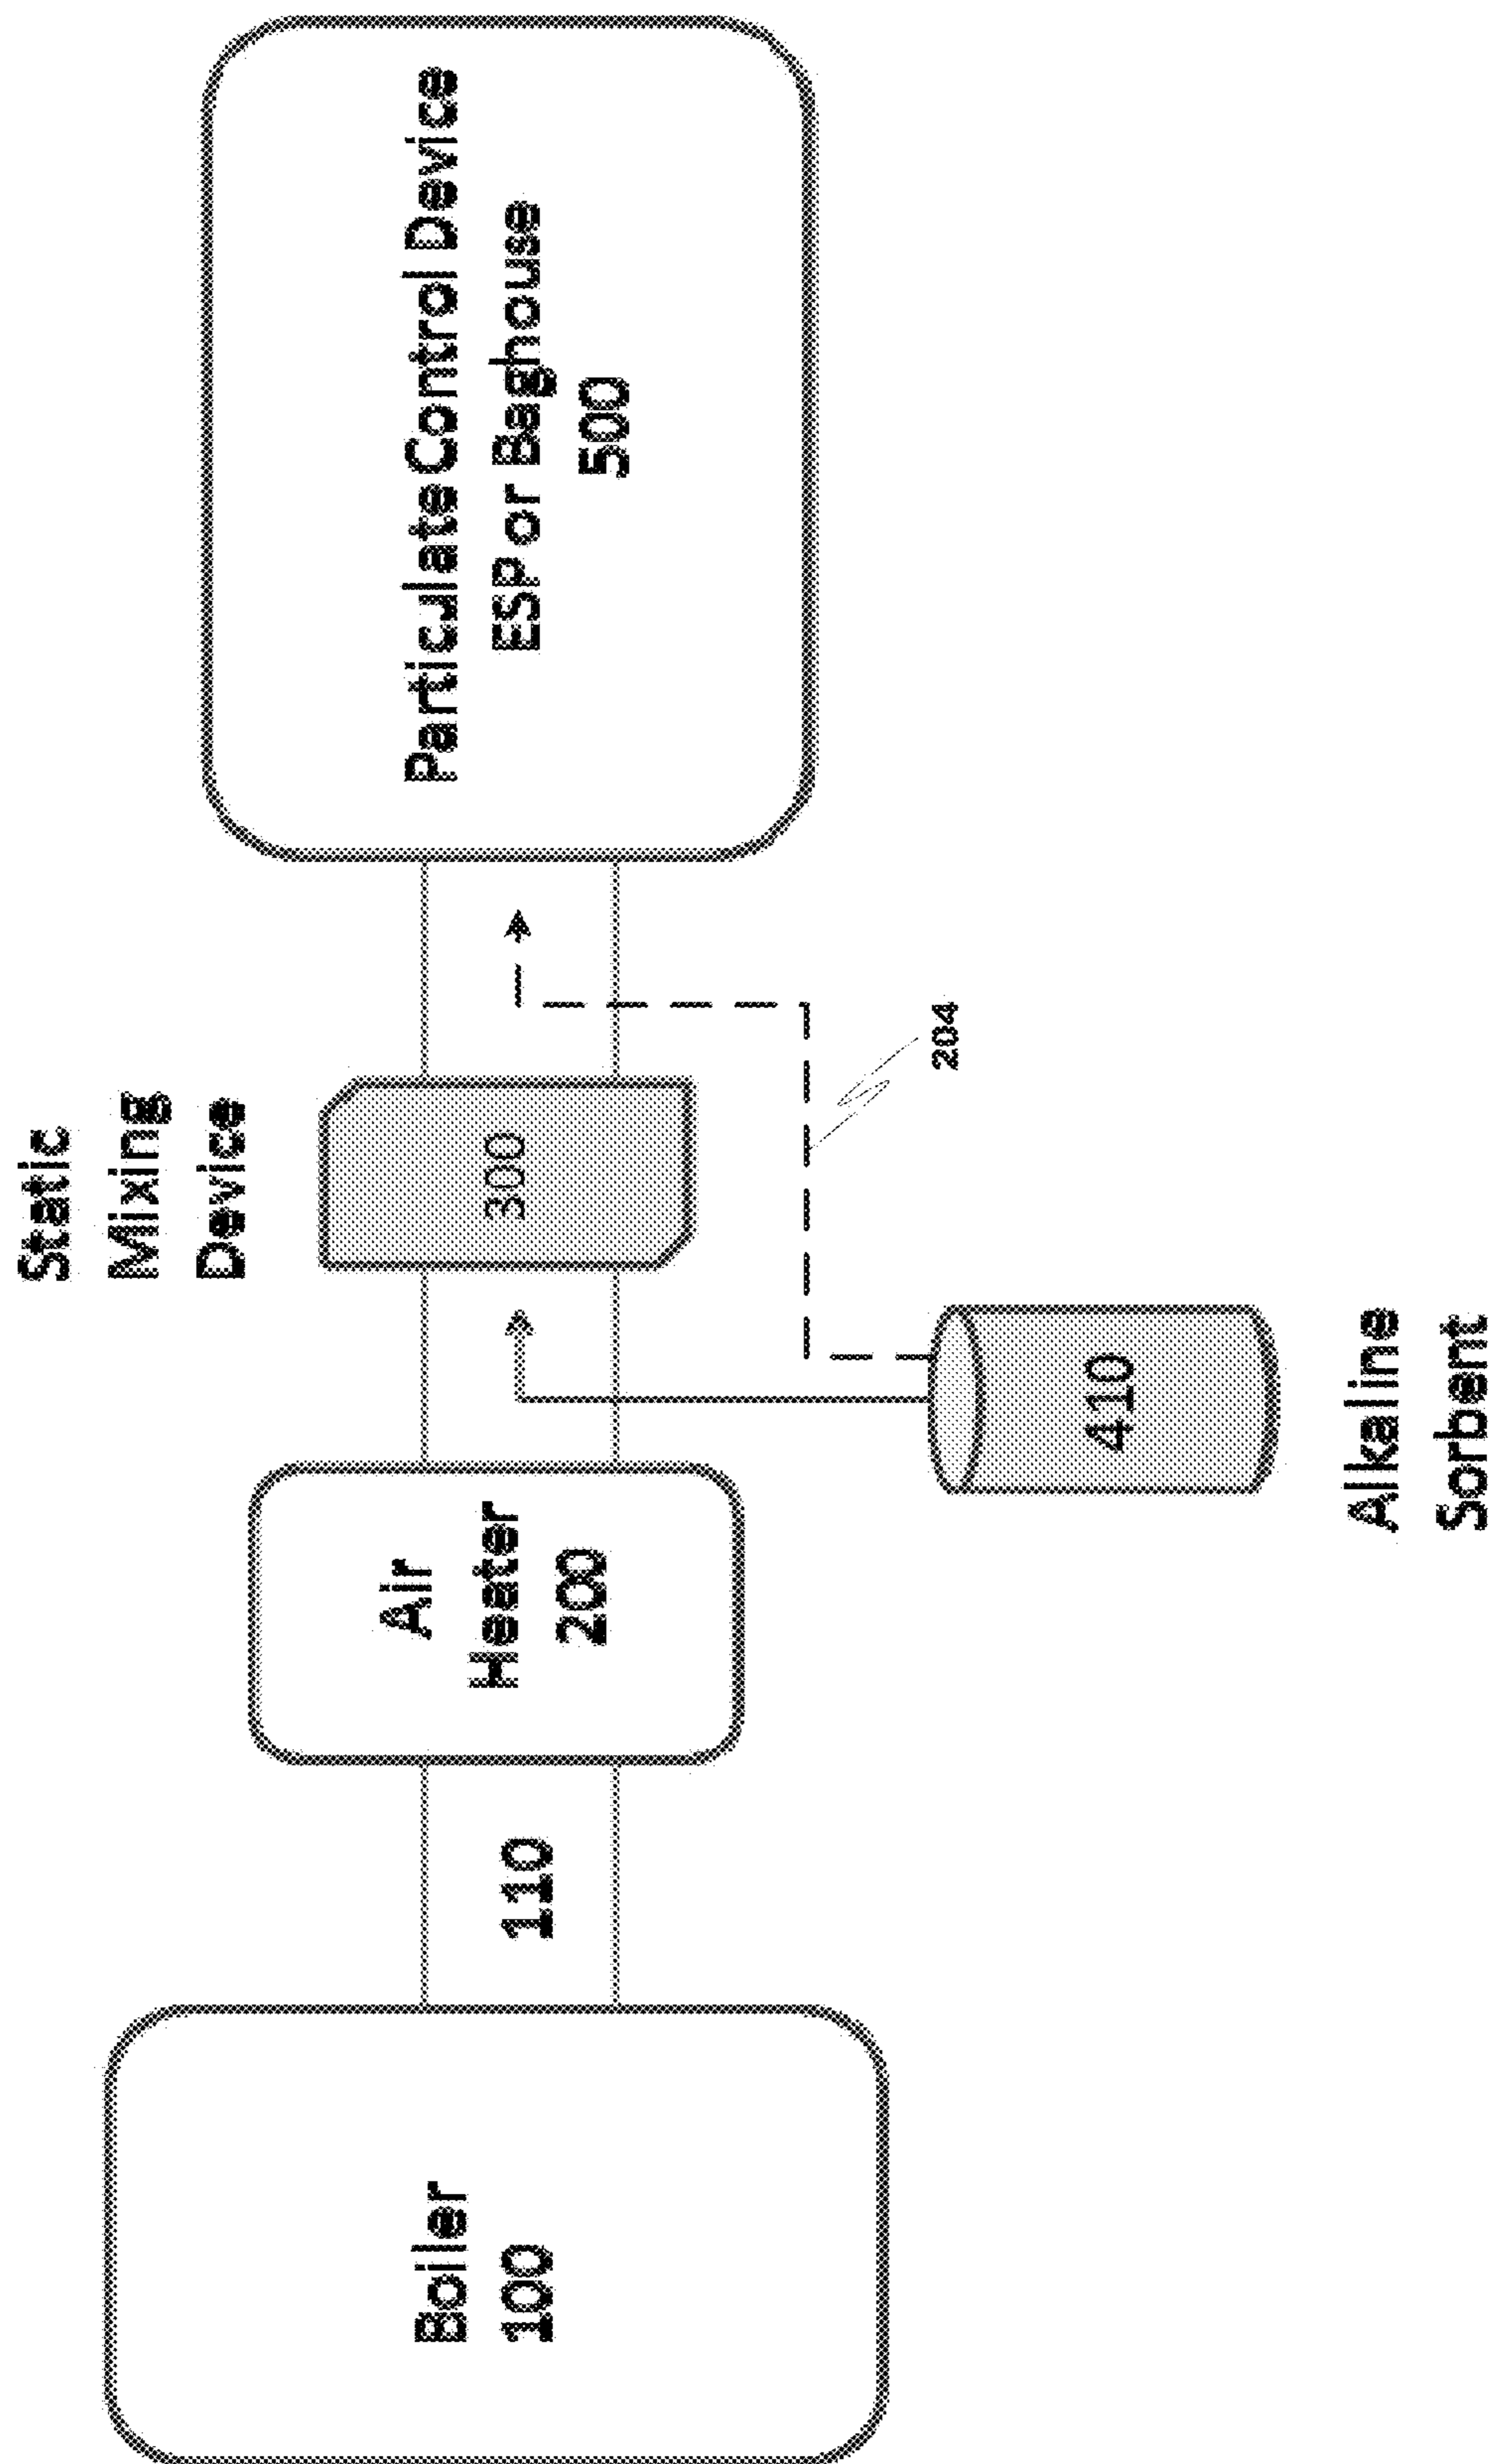 Boiler
100
110
Air
Heater
200
Static
Mixing
Device
300
204
410
Alkaline
Sorbent
Particulate Control Device
ESP or Baghouse
500